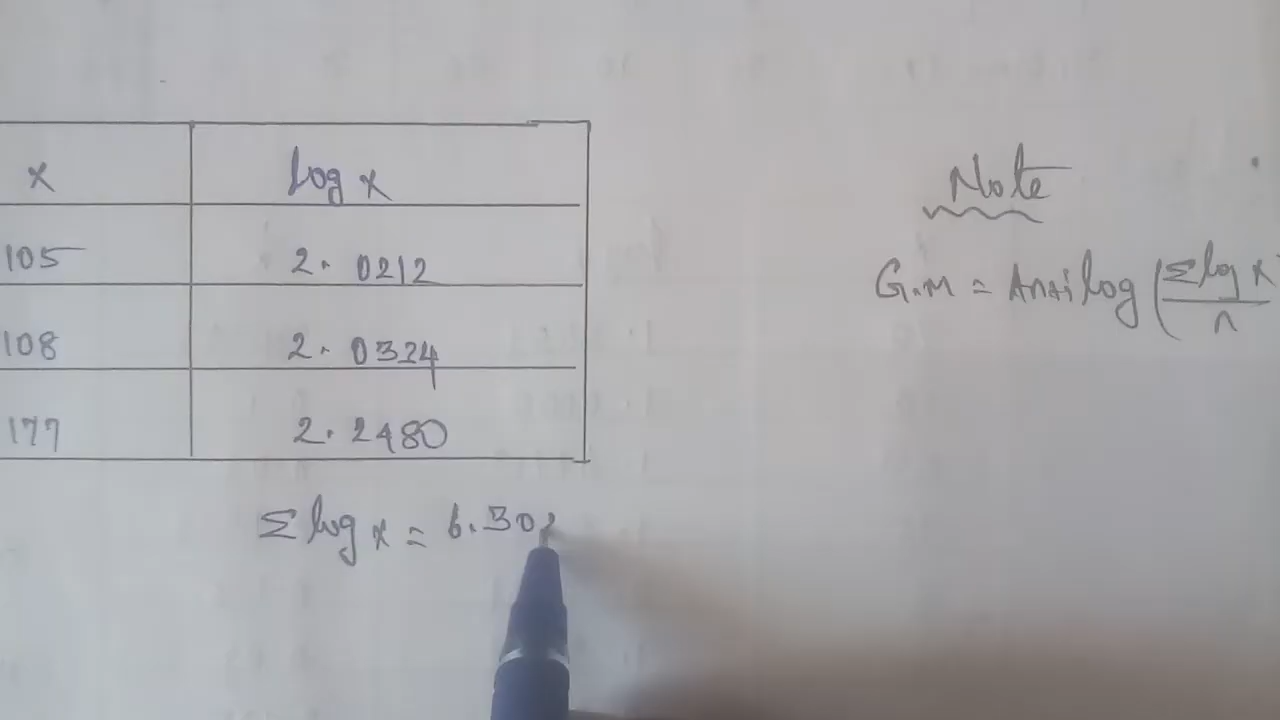 x log x
105 2.0212
108 2.0324
177 2.2480
Σ log x = 6.30
Note
G.M = Antilog (Σ log x / n